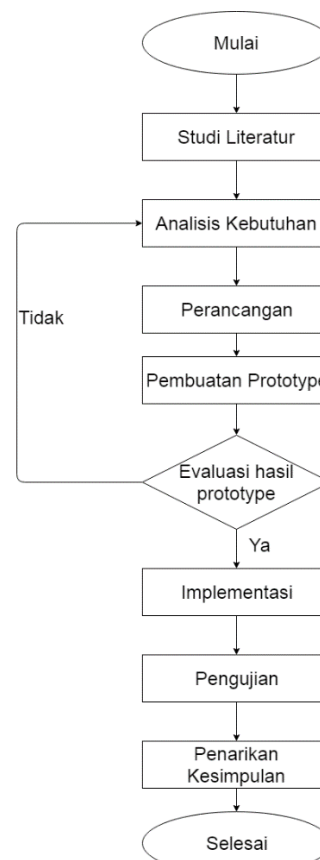 Mulai
Studi Literatur
Analisis Kebutuhan
Tidak
Perancangan
Pembuatan Prototype
Evaluasi hasil
prototype
Ya
Implementasi
Pengujian
Penarikan
Kesimpulan
Selesai